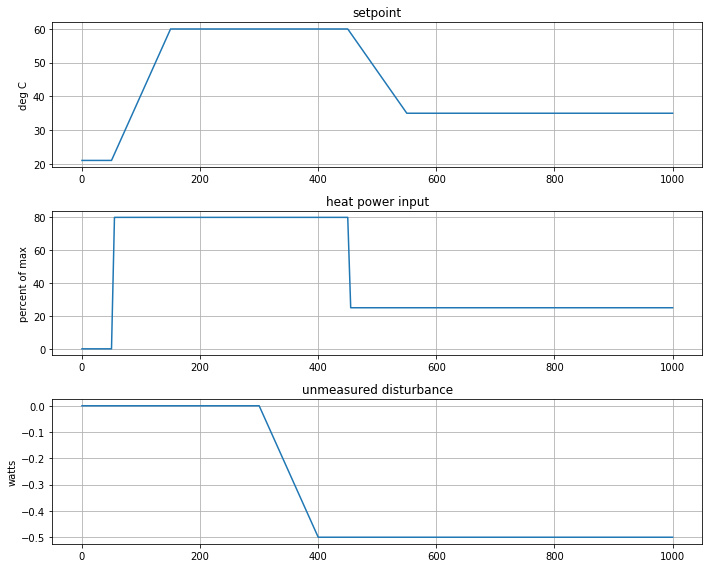 setpoint
deg C
60
50
40
30
20
0 200 400 600 800 1000
heat power input
percent of max
80
60
40
20
0
0 200 400 600 800 1000
unmeasured disturbance
watts
0.0
−0.1
−0.2
−0.3
−0.4
−0.5
0 200 400 600 800 1000